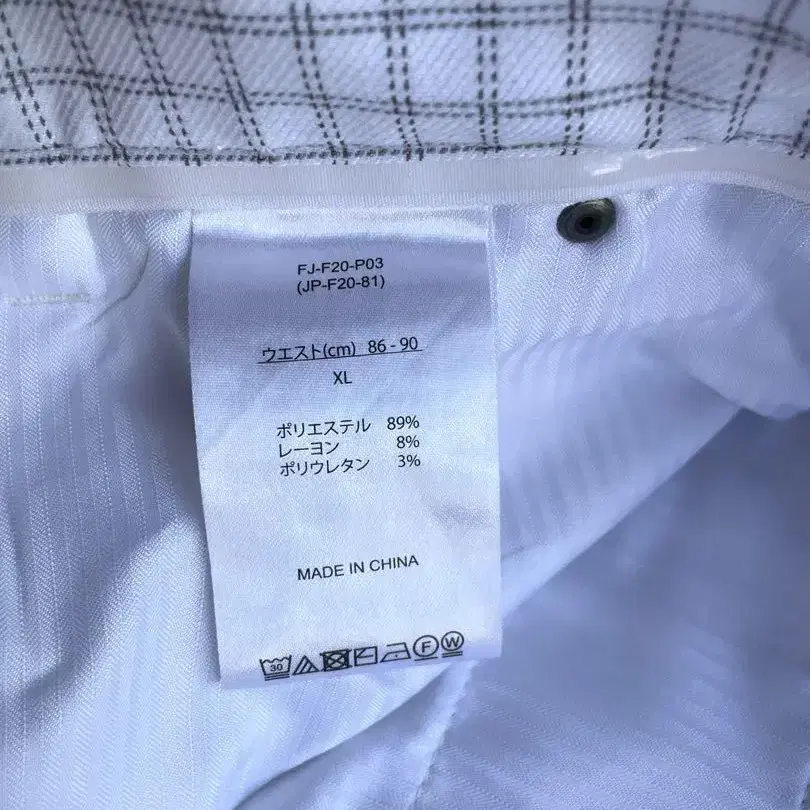 FJ-F20-P03
(JP-F20-81)
ウエスト(cm) 86 - 90
XL
ポリエステル 89%
レーヨン 8%
ポリウレタン 3%
MADE IN CHINA
30 F W